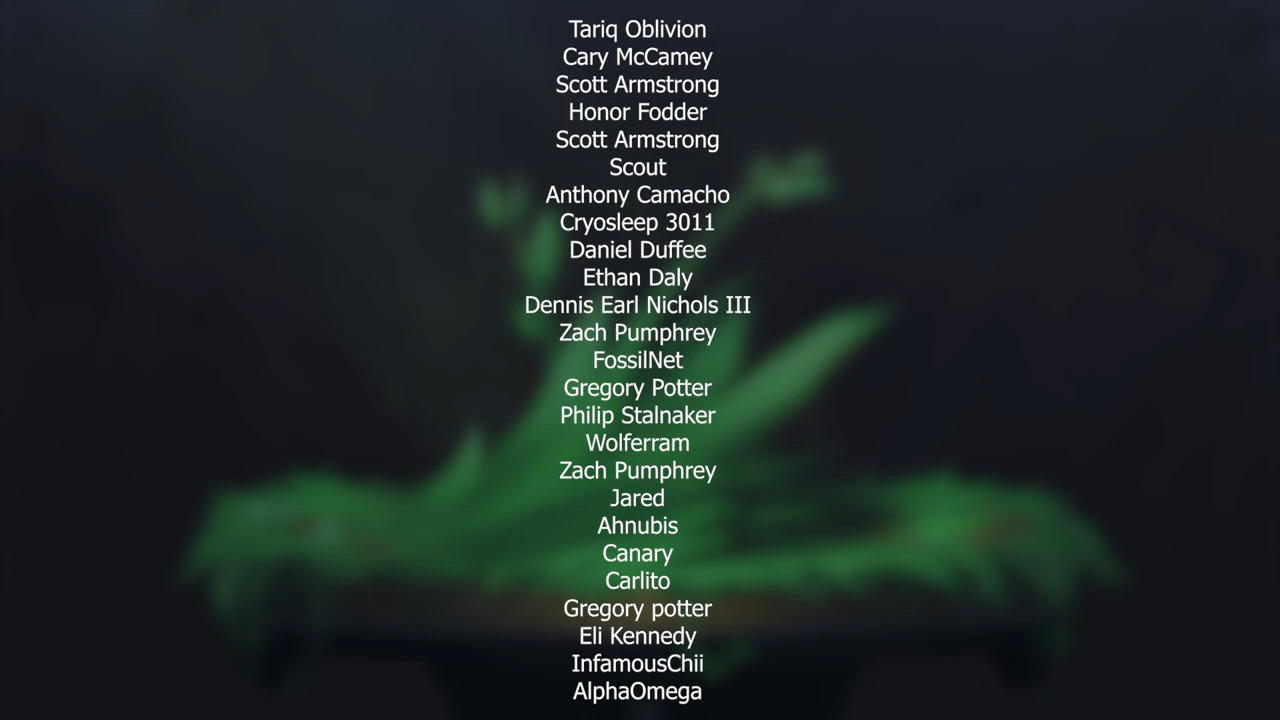 Tariq Oblivion
Cary McCamey
Scott Armstrong
Honor Fodder
Scott Armstrong
Scout
Anthony Camacho
Cryosleep 3011
Daniel Duffee
Ethan Daly
Dennis Earl Nichols III
Zach Pumphrey
FossilNet
Gregory Potter
Philip Stalnaker
Wolferram
Zach Pumphrey
Jared
Ahnubis
Canary
Carlito
Gregory potter
Eli Kennedy
InfamousChii
AlphaOmega